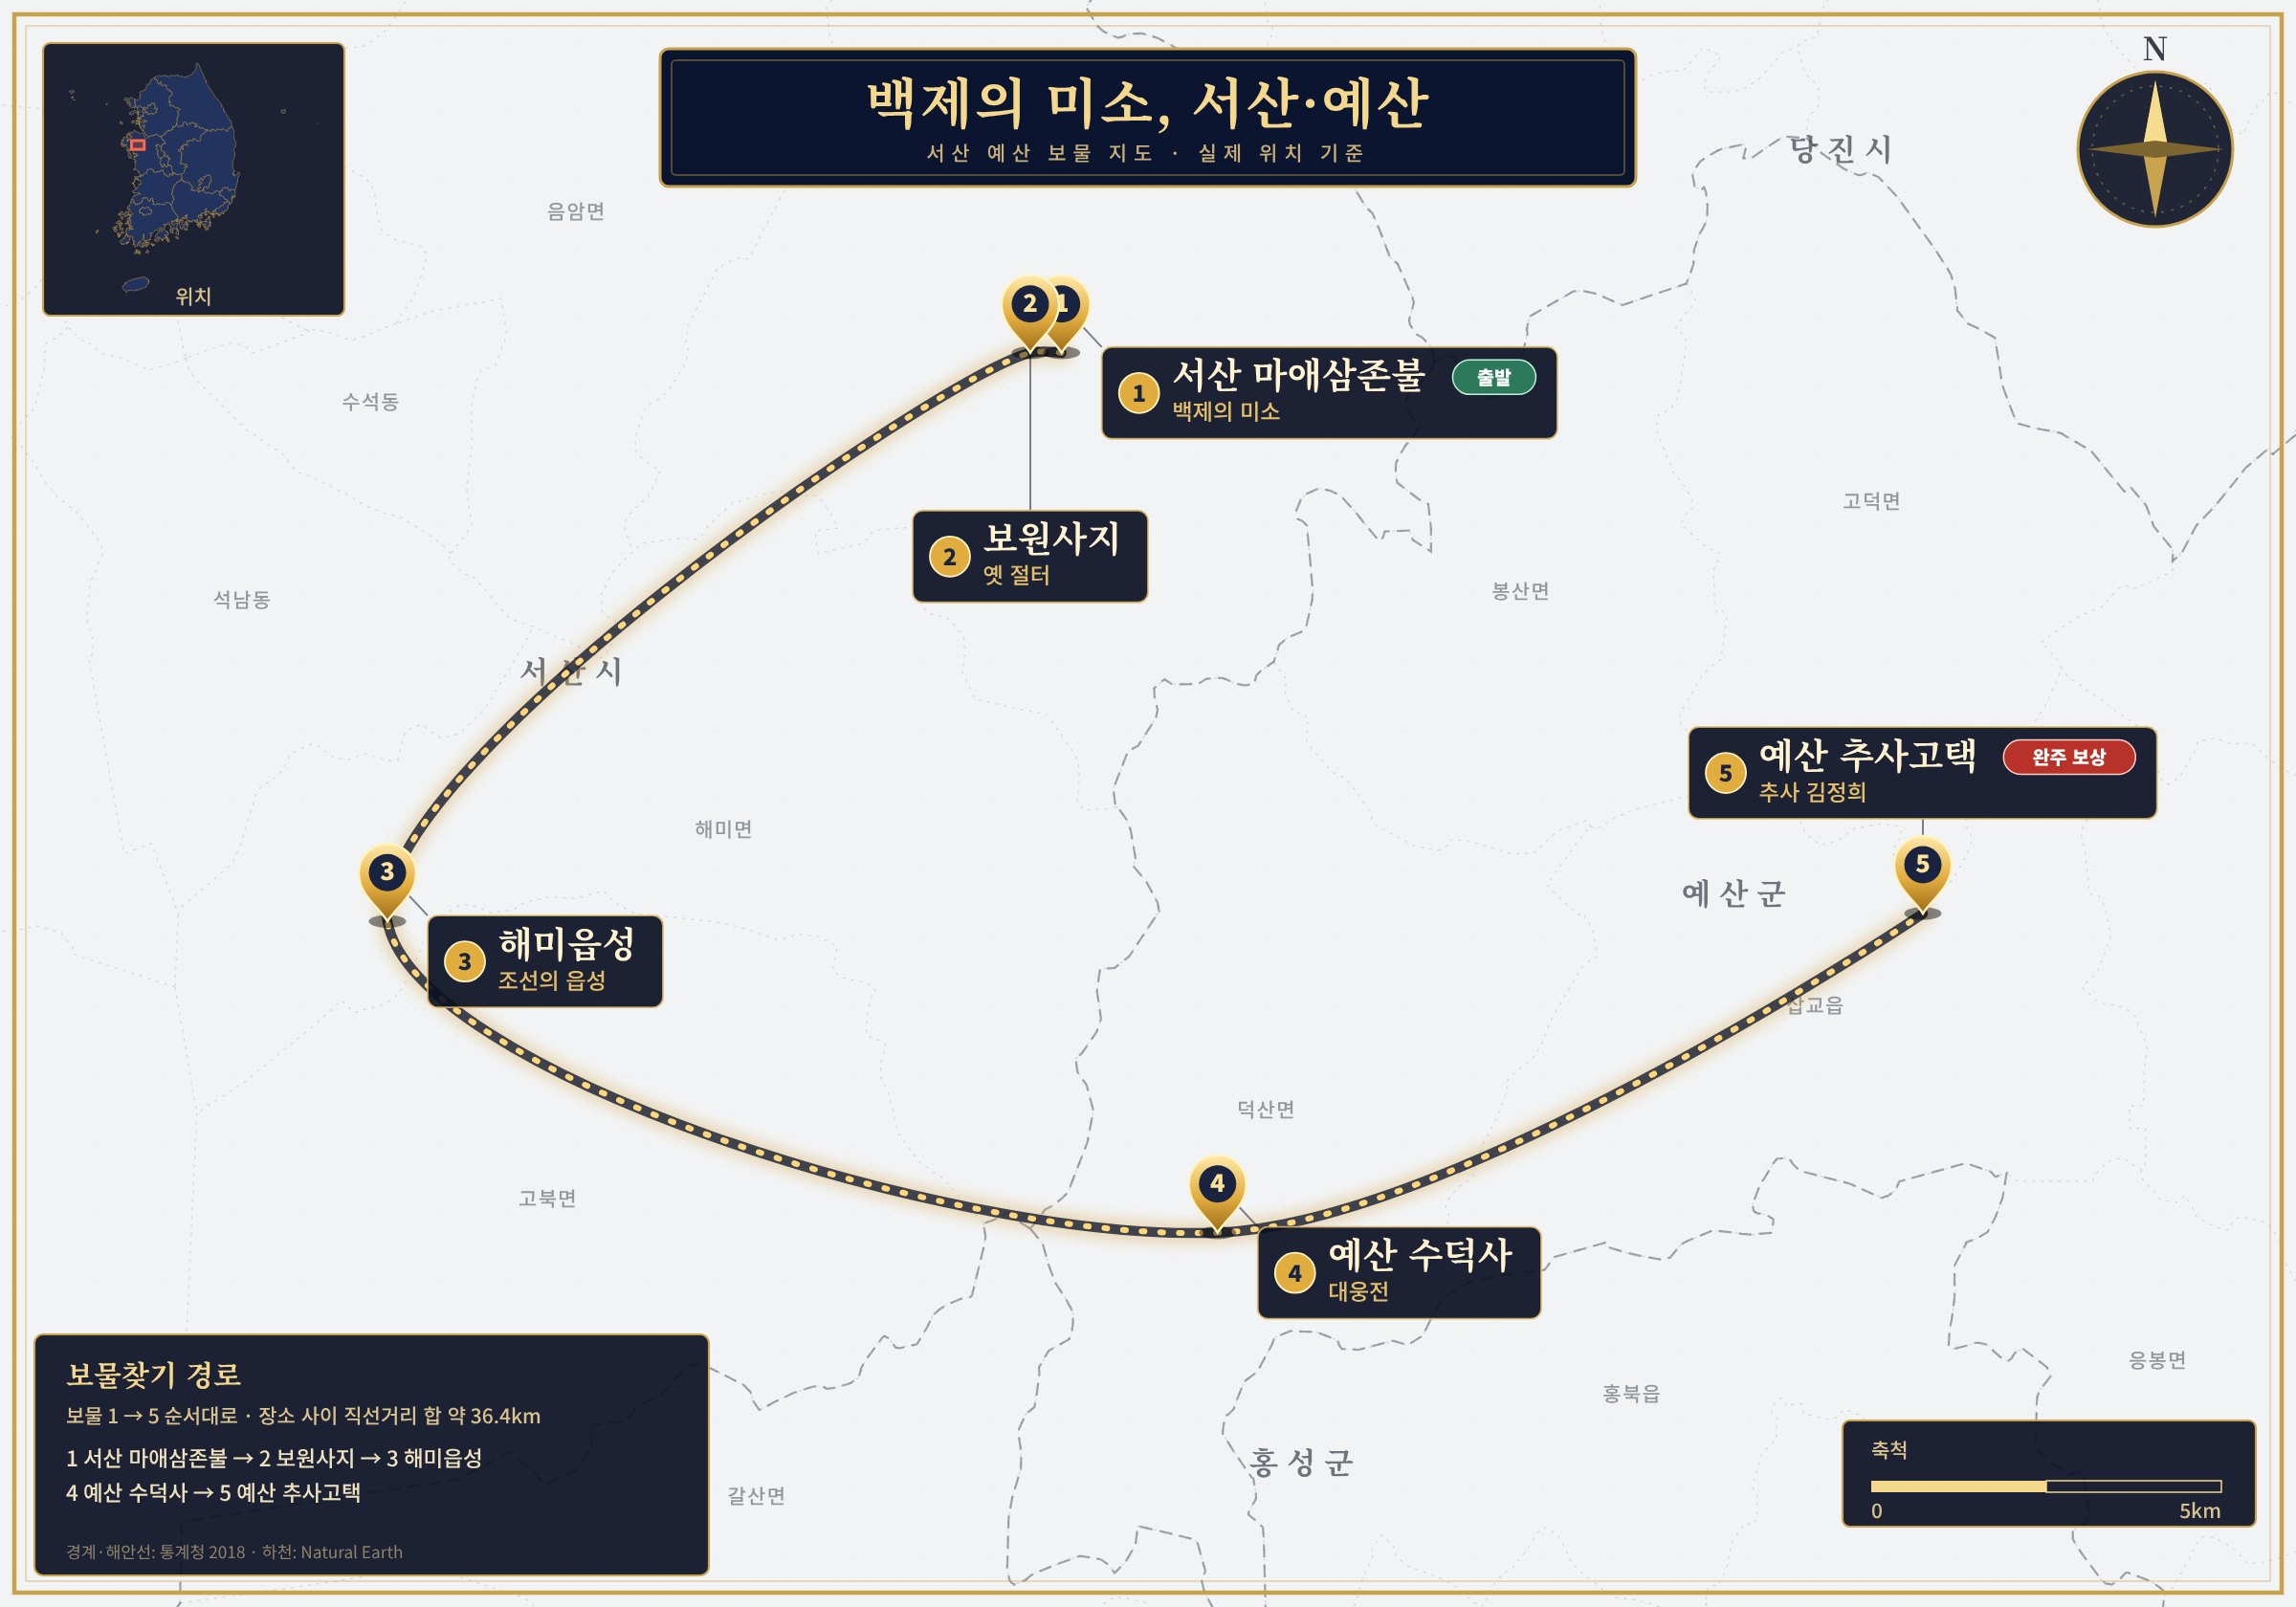 백제의 미소, 서산·예산
서산 예산 보물 지도 · 실제 위치 기준
N
위치
당진시
음암면
2
1
1 서산 마애삼존불 출발
백제의 미소
수석동
고덕면
2 보원사지
옛 절터
석남동
봉산면
서산시
5 예산 추사고택 완주 보상
추사 김정희
해미면
3
5
예산군
3 해미읍성
조선의 읍성
삽교읍
덕산면
4
고북면
4 예산 수덕사
대웅전
응봉면
홍북읍
홍성군
갈산면
보물찾기 경로
보물 1 → 5 순서대로 · 장소 사이 직선거리 합 약 36.4km
1 서산 마애삼존불 → 2 보원사지 → 3 해미읍성
4 예산 수덕사 → 5 예산 추사고택
경계·해안선: 통계청 2018 · 하천: Natural Earth
축척
0 5km